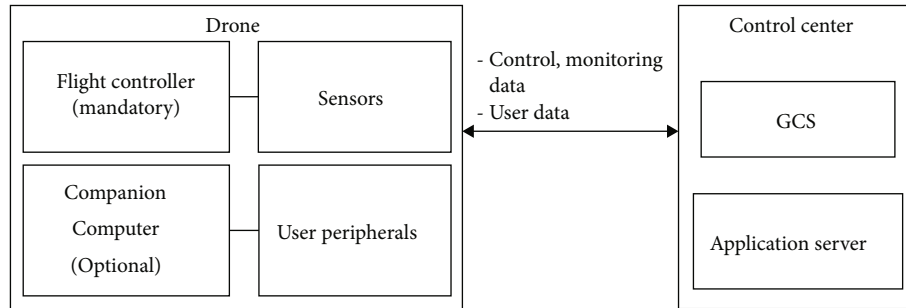 Drone
Flight controller
(mandatory)
Sensors
Companion
Computer
(Optional)
User peripherals
- Control, monitoring
data
- User data
Control center
GCS
Application server